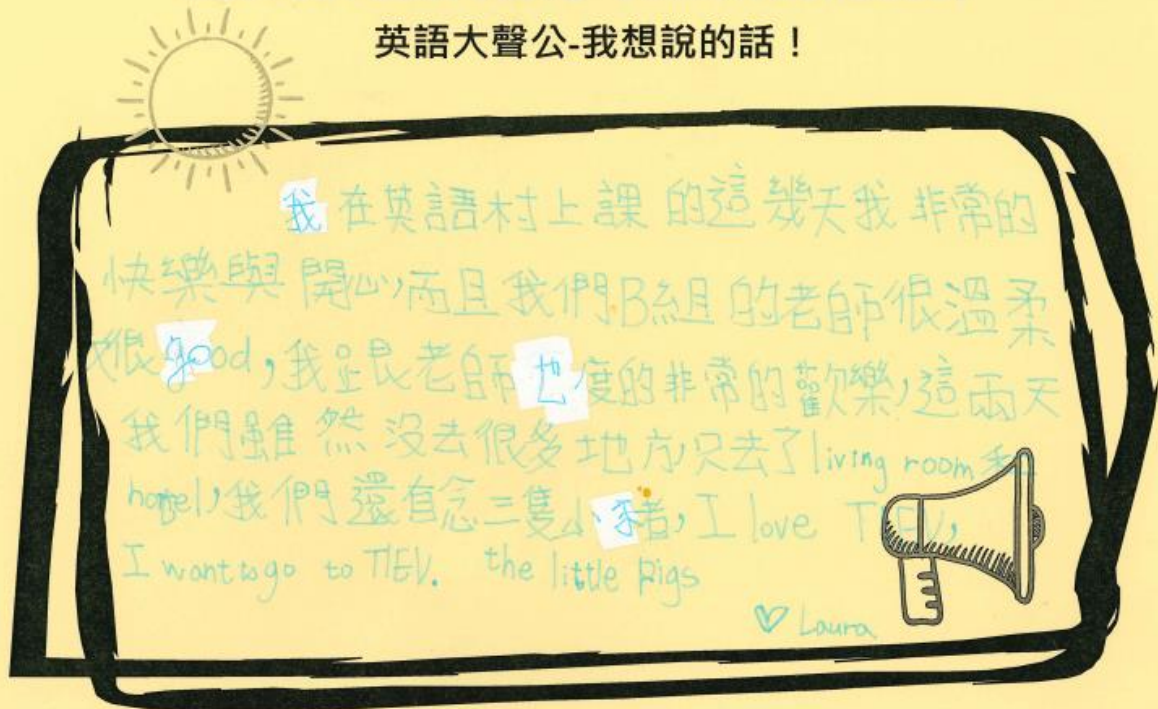 英語大聲公-我想說的話！
我在英語村上課的這幾天我非常的
快樂與開心,而且我們B組的老師很溫柔
很good,我跟老師也度的非常的歡樂,這兩天
我們雖然沒去很多地方只去了living room和
我們還有念三隻小豬, I love TIEV,
I want to go to TIEV. the little pigs
♡ Laura